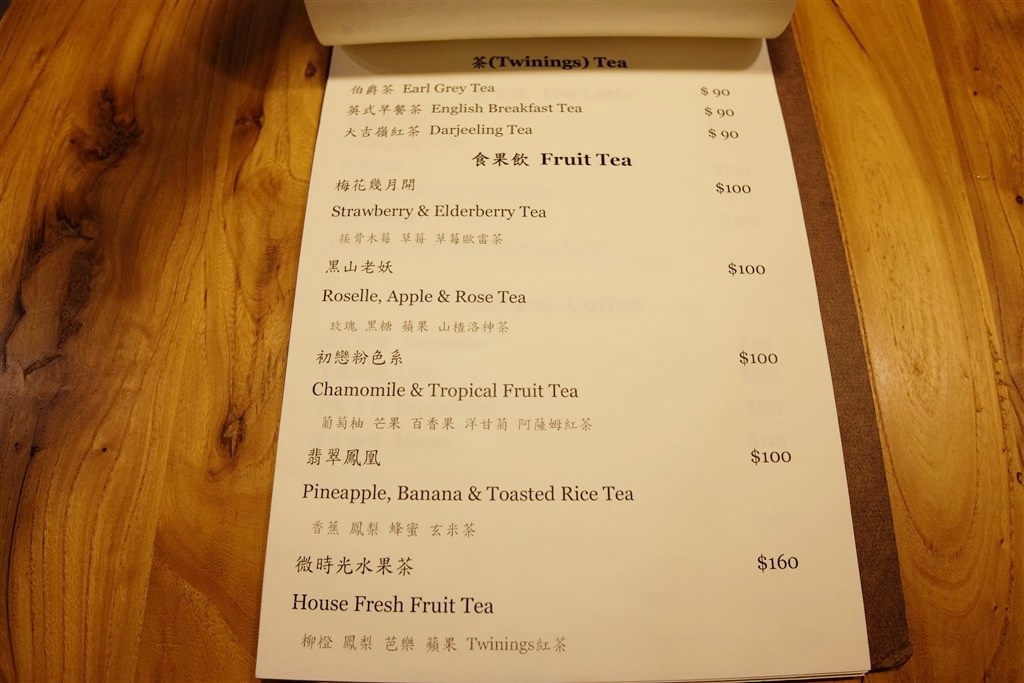 茶(Twinings) Tea
伯爵茶 Earl Grey Tea $ 90
英式早餐茶 English Breakfast Tea $ 90
大吉嶺紅茶 Darjeeling Tea $ 90
食果飲 Fruit Tea
梅花幾月開 $100
Strawberry & Elderberry Tea
接骨木莓 草莓 草莓歐雷茶
黑山老妖 $100
Roselle, Apple & Rose Tea
玫瑰 黑糖 蘋果 山楂洛神茶
初戀粉色系 $100
Chamomile & Tropical Fruit Tea
葡萄柚 芒果 百香果 洋甘菊 阿薩姆紅茶
翡翠鳳凰 $100
Pineapple, Banana & Toasted Rice Tea
香蕉 鳳梨 蜂蜜 玄米茶
微時光水果茶 $160
House Fresh Fruit Tea
柳橙 鳳梨 芭樂 蘋果 Twinings紅茶